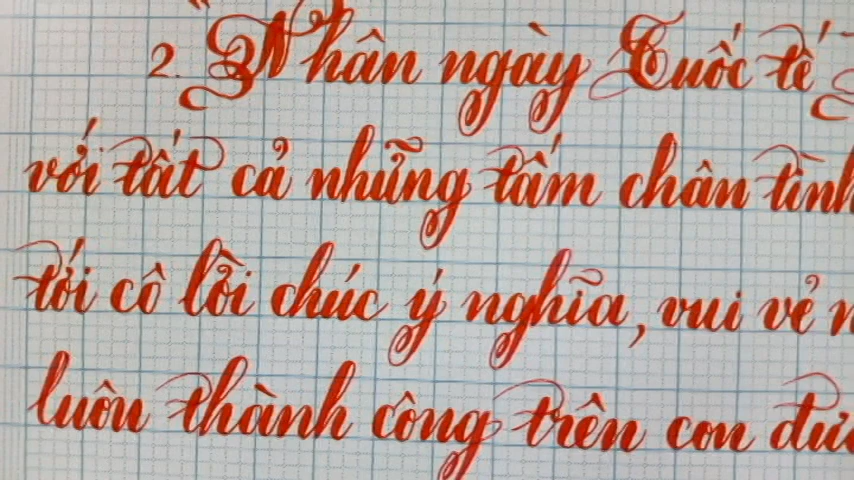 2. "Nhân ngày Quốc tế
với tất cả những tấm chân tình
tới cô lời chúc ý nghĩa, vui vẻ
luôn thành công trên con